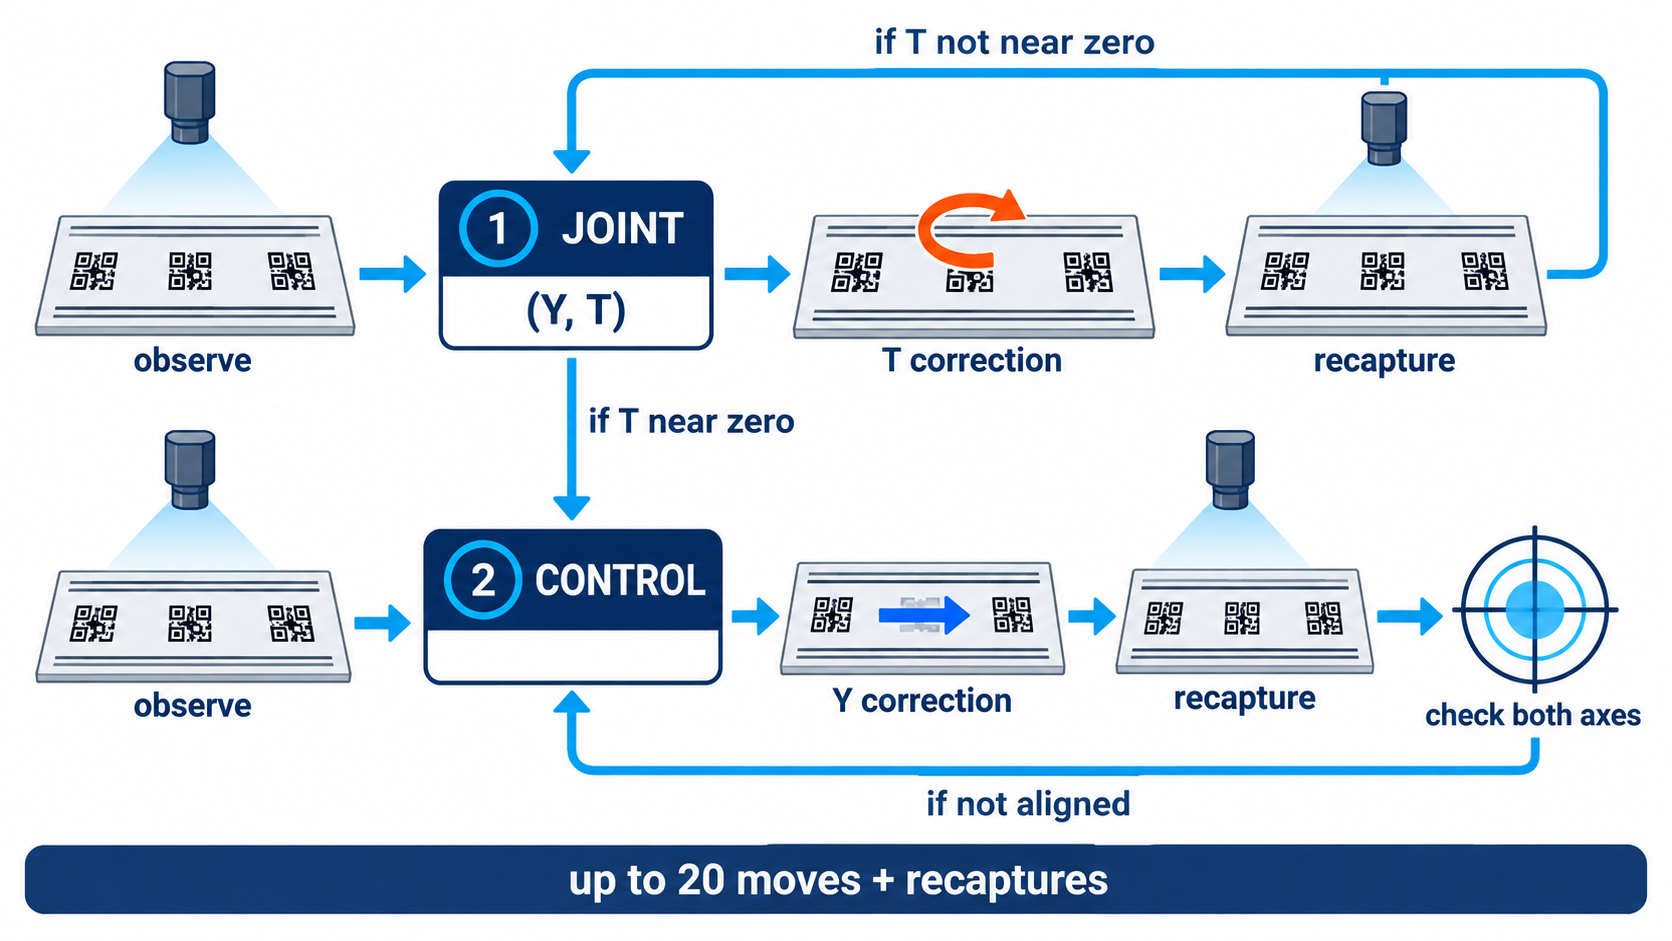 if T not near zero
1 JOINT
(Y, T)
observe
T correction
recapture
if T near zero
2 CONTROL
observe
Y correction
recapture
check both axes
if not aligned
up to 20 moves + recaptures